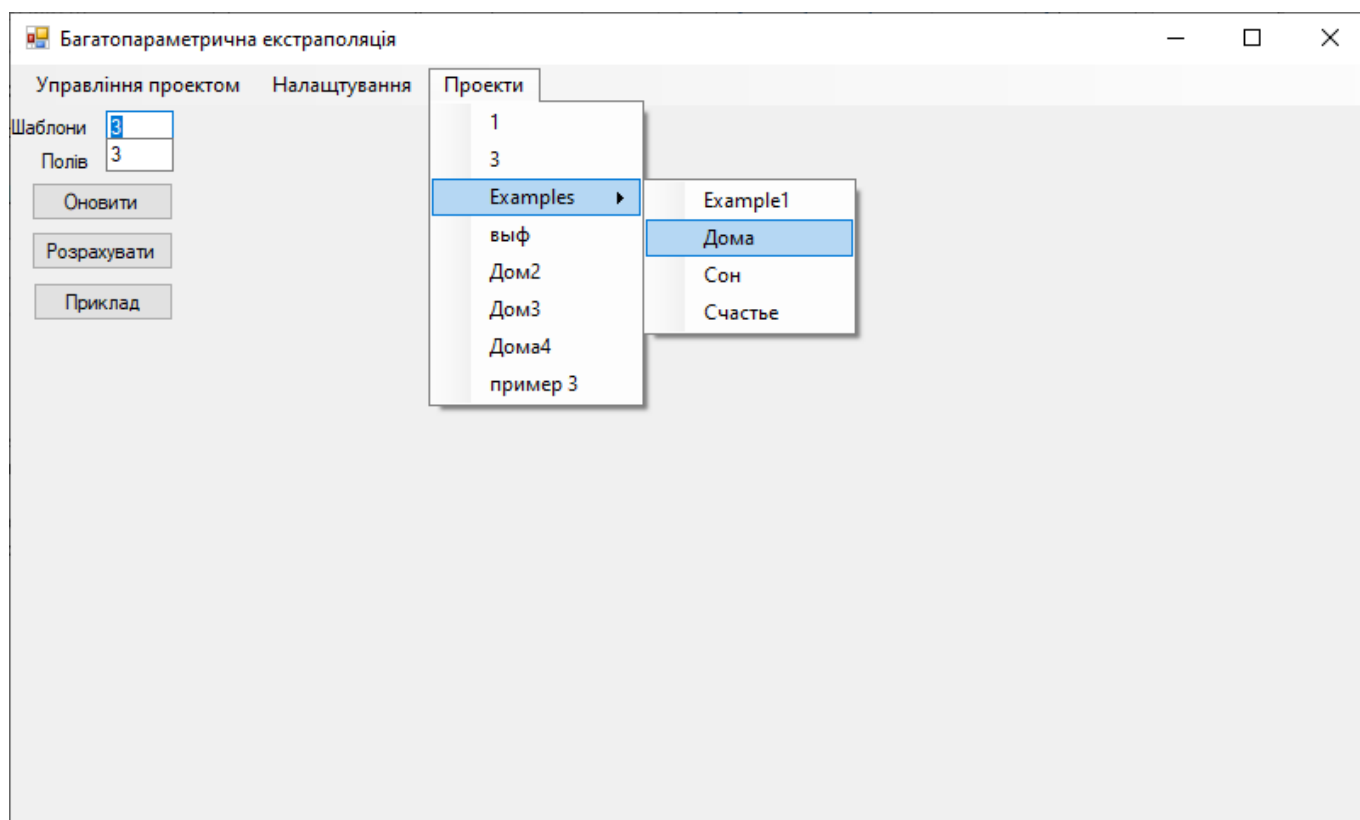 Багатопараметрична екстраполяція
Управління проектом Налащтування Проекти
Шаблони 3
Полів 3
Оновити
Розрахувати
Приклад
1
3
Examples
выф
Дом2
Дом3
Дома4
пример 3
Example1
Дома
Сон
Счастье